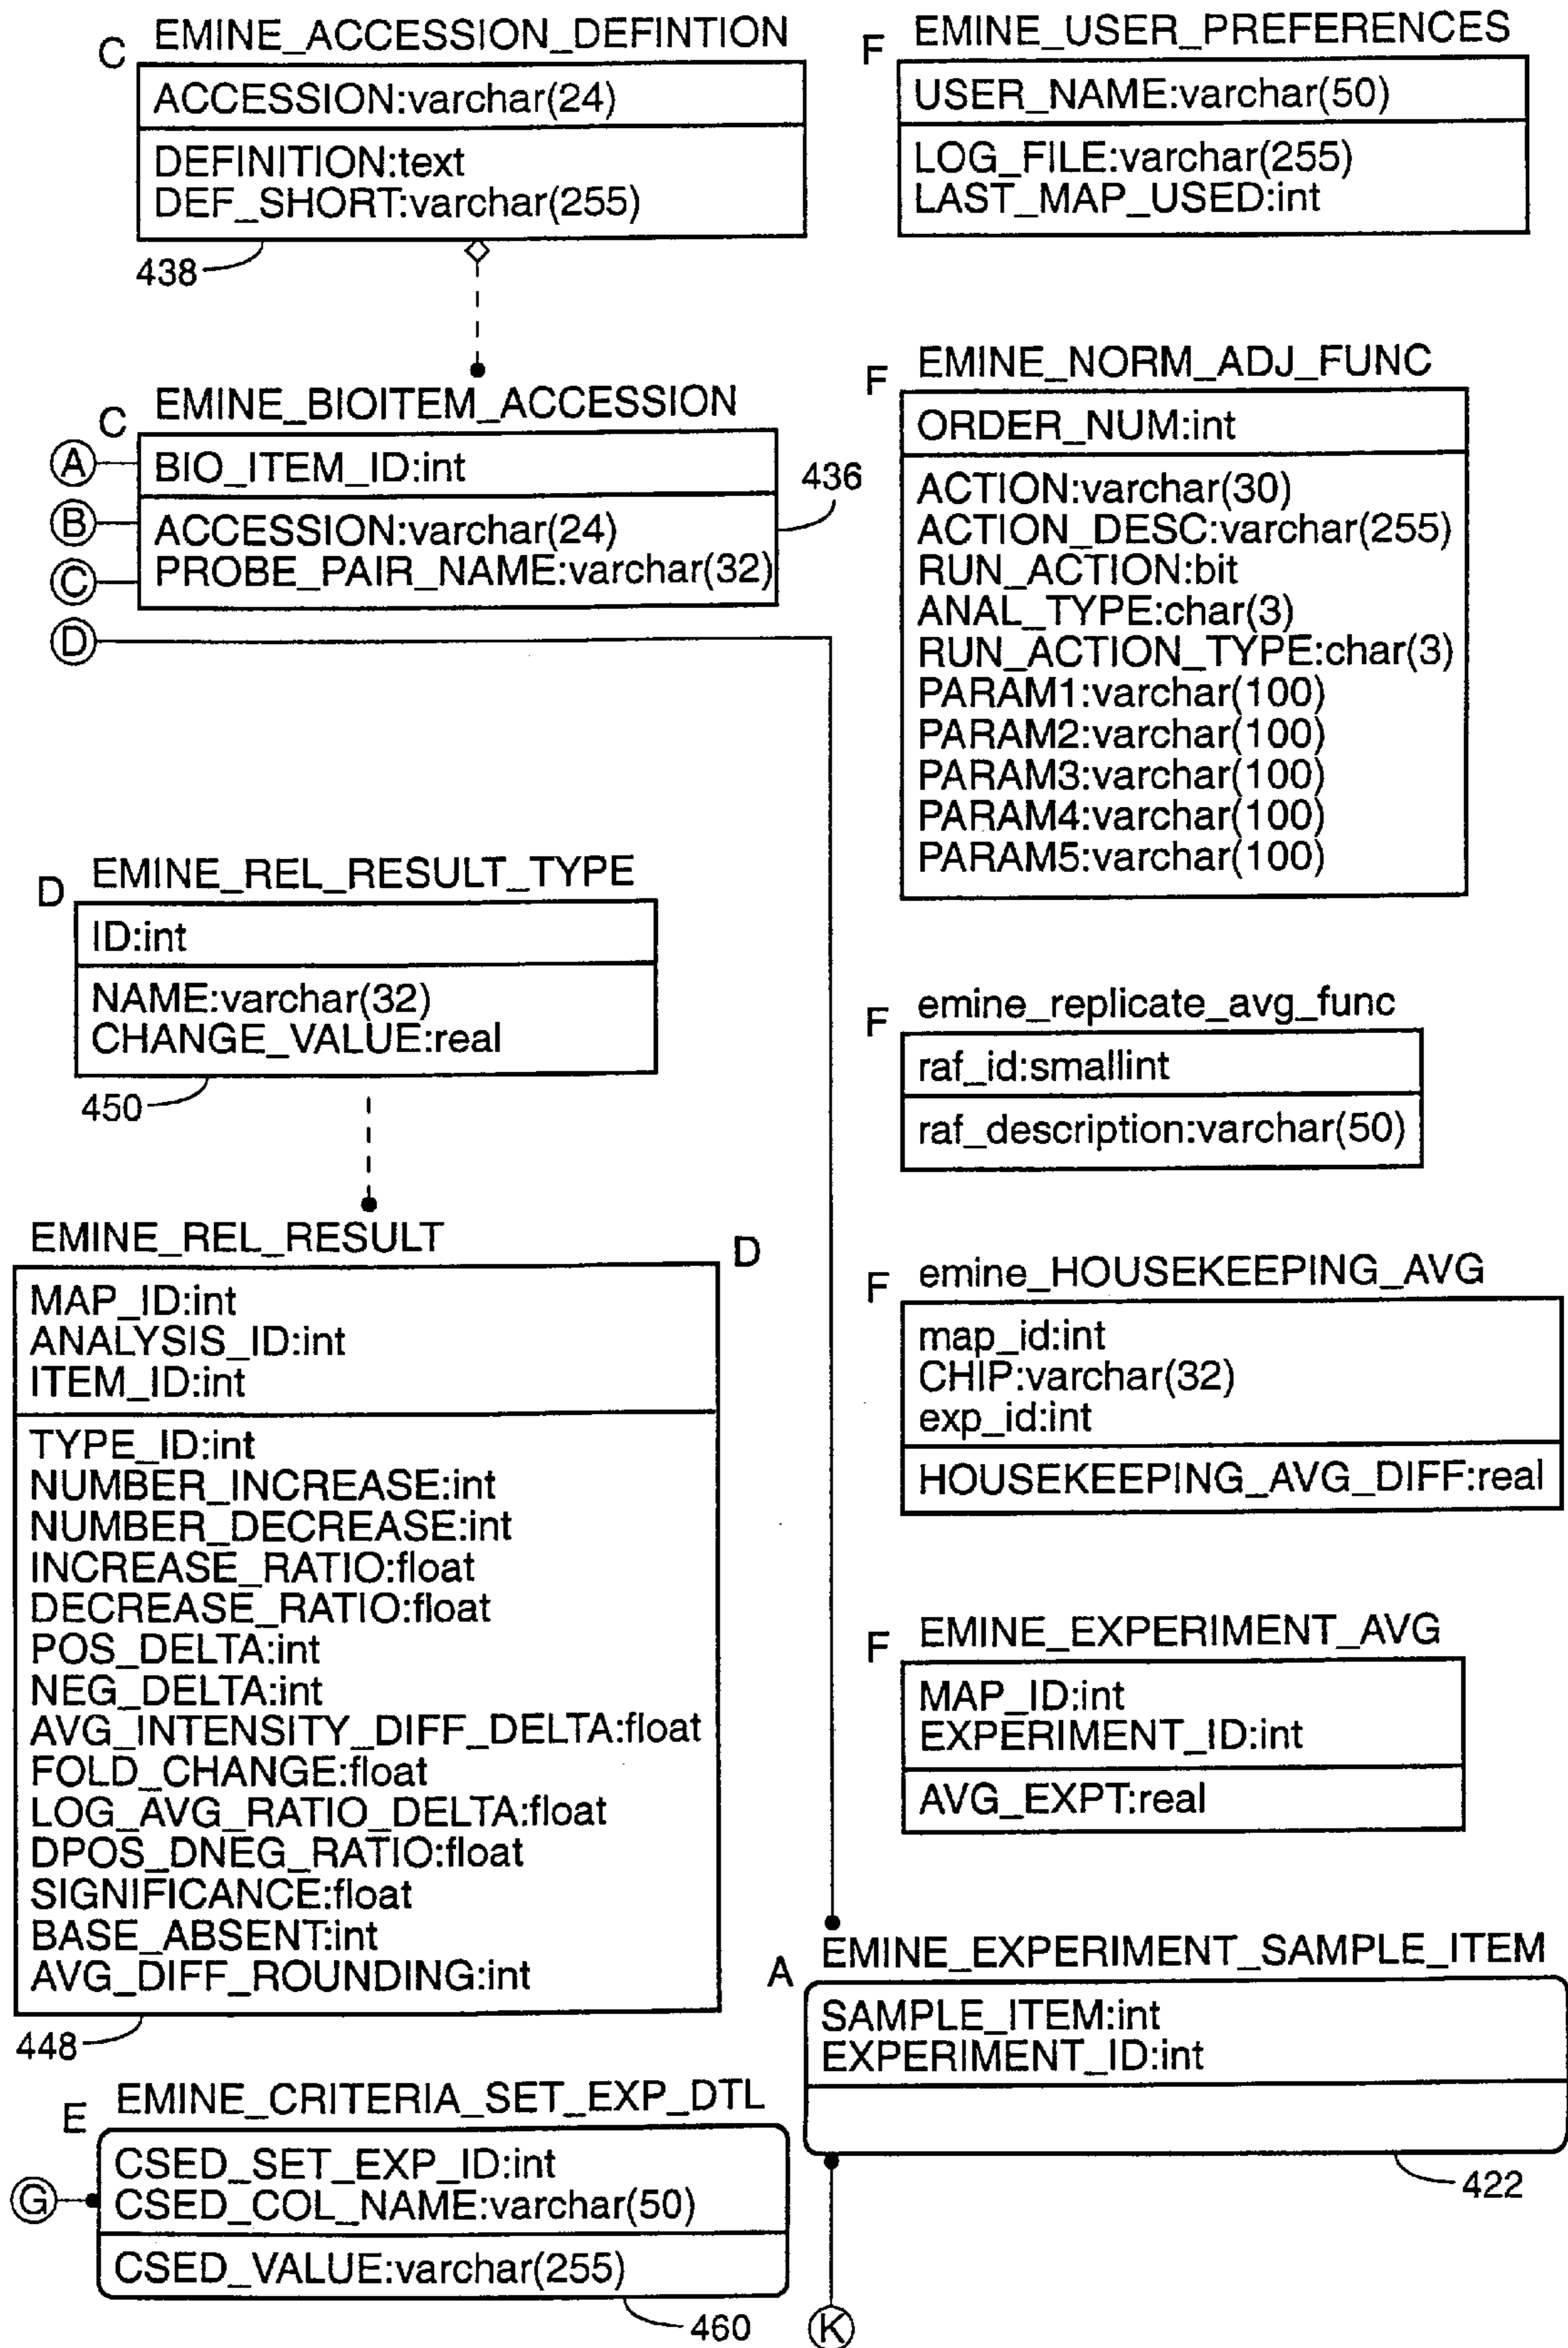 C EMINE_ACCESSION_DEFINTION
ACCESSION:varchar(24)
DEFINITION:text
DEF_SHORT:varchar(255)
438
F EMINE_USER_PREFERENCES
USER_NAME:varchar(50)
LOG_FILE:varchar(255)
LAST_MAP_USED:int
C EMINE_BIOITEM_ACCESSION
A
BIO_ITEM_ID:int
B
ACCESSION:varchar(24)
C
PROBE_PAIR_NAME:varchar(32)
436
D
F EMINE_NORM_ADJ_FUNC
ORDER_NUM:int
ACTION:varchar(30)
ACTION_DESC:varchar(255)
RUN_ACTION:bit
ANAL_TYPE:char(3)
RUN_ACTION_TYPE:char(3)
PARAM1:varchar(100)
PARAM2:varchar(100)
PARAM3:varchar(100)
PARAM4:varchar(100)
PARAM5:varchar(100)
D EMINE_REL_RESULT_TYPE
ID:int
NAME:varchar(32)
CHANGE_VALUE:real
450
F emine_replicate_avg_func
raf_id:smallint
raf_description:varchar(50)
EMINE_REL_RESULT D
MAP_ID:int
ANALYSIS_ID:int
ITEM_ID:int
TYPE_ID:int
NUMBER_INCREASE:int
NUMBER_DECREASE:int
INCREASE_RATIO:float
DECREASE_RATIO:float
POS_DELTA:int
NEG_DELTA:int
AVG_INTENSITY_DIFF_DELTA:float
FOLD_CHANGE:float
LOG_AVG_RATIO_DELTA:float
DPOS_DNEG_RATIO:float
SIGNIFICANCE:float
BASE_ABSENT:int
AVG_DIFF_ROUNDING:int
448
F emine_HOUSEKEEPING_AVG
map_id:int
CHIP:varchar(32)
exp_id:int
HOUSEKEEPING_AVG_DIFF:real
F EMINE_EXPERIMENT_AVG
MAP_ID:int
EXPERIMENT_ID:int
AVG_EXPT:real
A EMINE_EXPERIMENT_SAMPLE_ITEM
SAMPLE_ITEM:int
EXPERIMENT_ID:int
422
E EMINE_CRITERIA_SET_EXP_DTL
CSED_SET_EXP_ID:int
G
CSED_COL_NAME:varchar(50)
CSED_VALUE:varchar(255)
460
K